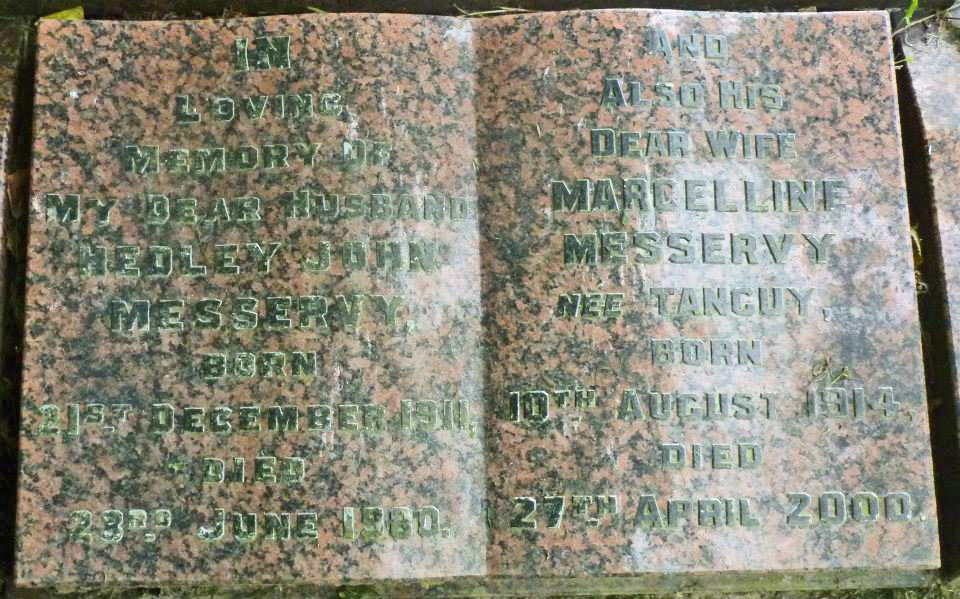 IN
LOVING
MEMORY OF
MY DEAR HUSBAND
HEDLEY JOHN
MESSERVY,
BORN
21ST DECEMBER 1911,
DIED
23RD JUNE 1980.
AND
ALSO HIS
DEAR WIFE
MARCELLINE
MESSERVY
NEE TANGUY,
BORN
10TH AUGUST 1914,
DIED
27TH APRIL 2000.